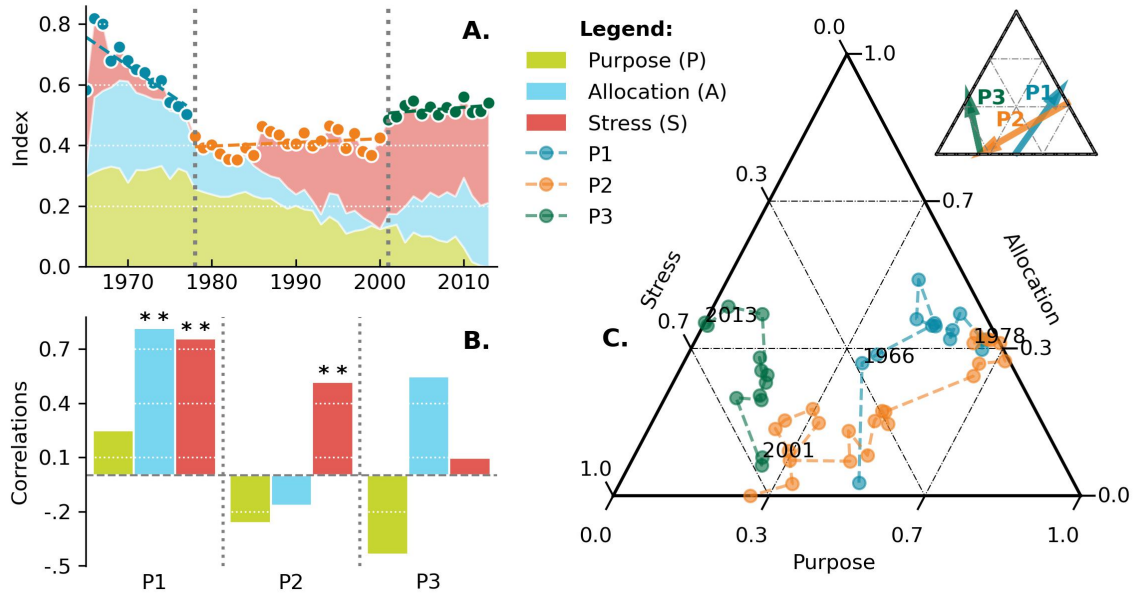 A.
0.8
0.6
0.4
0.2
0.0
Index
1970
1980
1990
2000
2010
Legend:
Purpose (P)
Allocation (A)
Stress (S)
P1
P2
P3
B.
* *
* *
* *
0.7
0.4
0.1
-.2
-.5
Correlations
P1
P2
P3
C.
0.0
1.0
0.3
0.7
0.7
0.3
1.0
0.0
0.0
0.3
0.7
1.0
Stress
Allocation
Purpose
2013
1978
1966
2001
P3
P1
P2